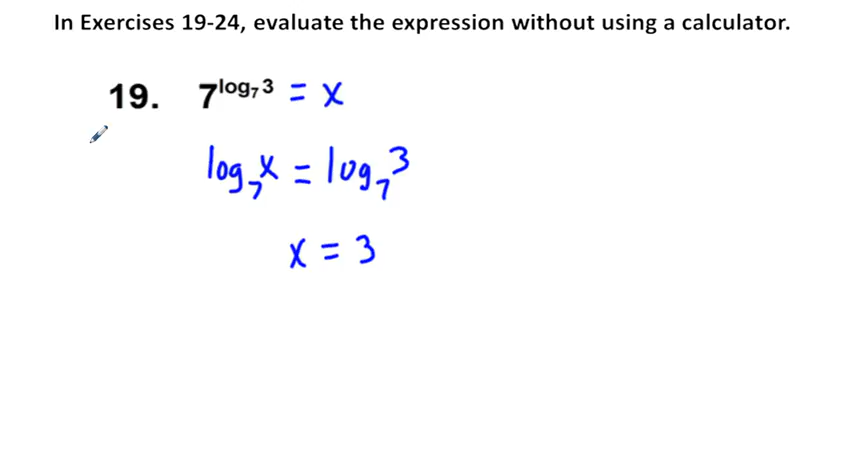 In Exercises 19-24, evaluate the expression without using a calculator.
19. 7^{log₇3} = x
log₇x = log₇3
x = 3